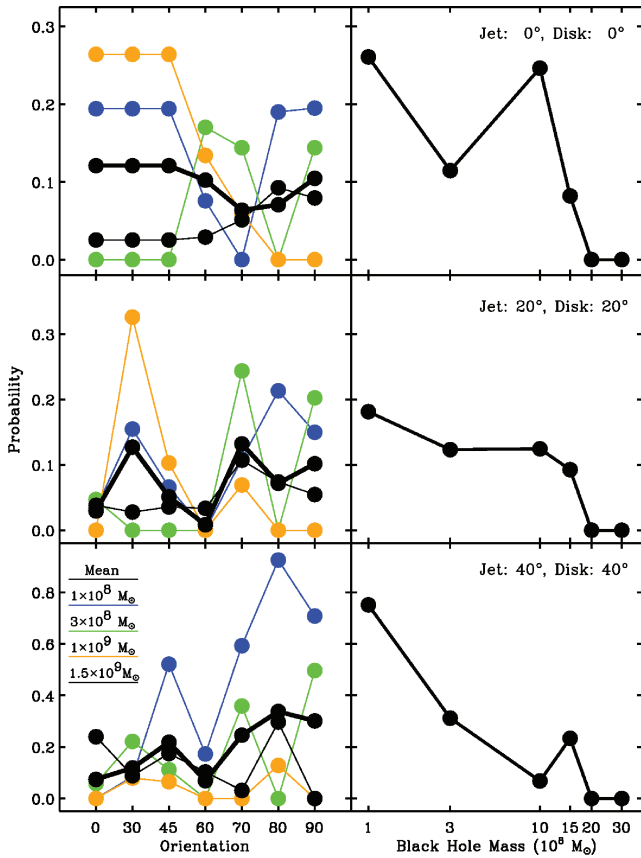 0.3
0.2
0.1
0.0
Jet: 0°, Disk: 0°
0.3
0.2
0.1
0.0
Jet: 20°, Disk: 20°
Probability
0.8
0.6
0.4
0.2
0.0
Mean
1×10⁸ M⊙
3×10⁸ M⊙
1×10⁹ M⊙
1.5×10⁹M⊙
Jet: 40°, Disk: 40°
0 30 45 60 70 80 90
Orientation
1 3 10 15 20 30
Black Hole Mass (10⁸ M⊙)